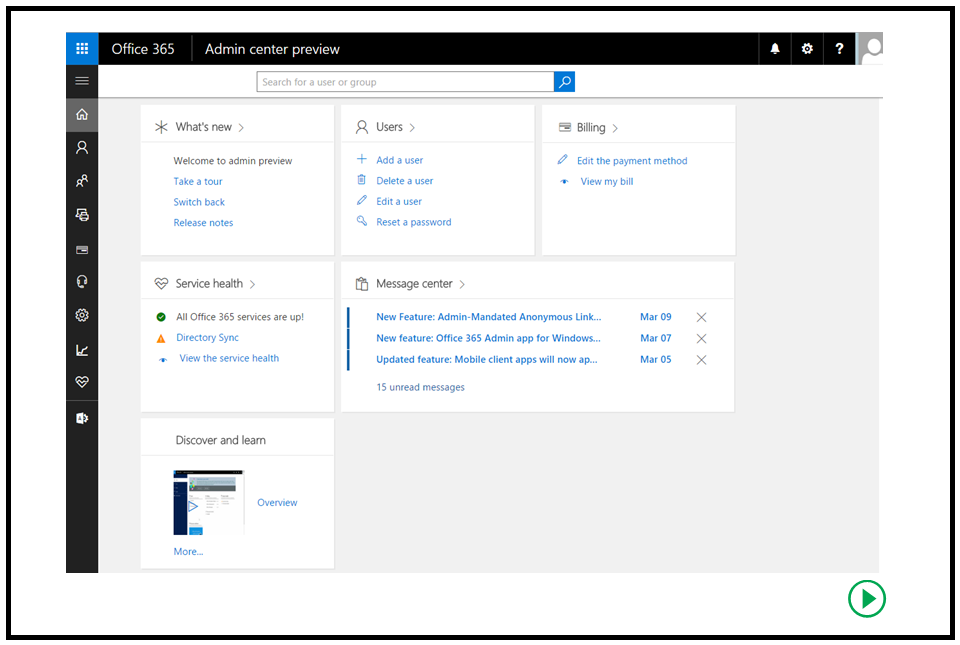 Office 365
Admin center preview
?
Search for a user or group
What's new
Welcome to admin preview
Take a tour
Switch back
Release notes
Users
Add a user
Delete a user
Edit a user
Reset a password
Billing
Edit the payment method
View my bill
Service health
All Office 365 services are up!
Directory Sync
View the service health
Message center
New Feature: Admin-Mandated Anonymous Link... Mar 09
New feature: Office 365 Admin app for Windows... Mar 07
Updated feature: Mobile client apps will now ap... Mar 05
15 unread messages
Discover and learn
Overview
More...